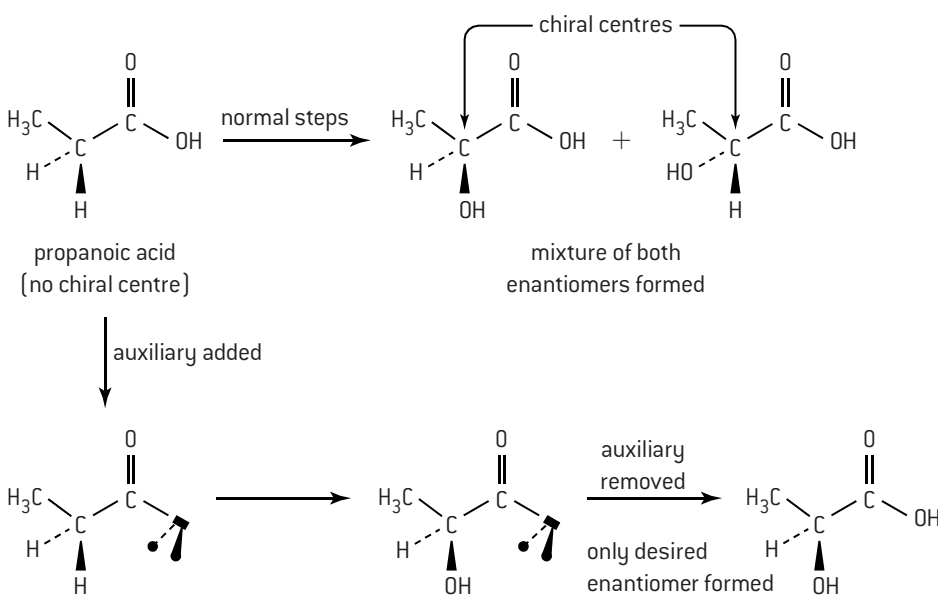 chiral centres
O
H₃C
C
C
OH
H
H
normal steps
O
H₃C
C
C
OH
H
OH
+
O
H₃C
C
C
OH
HO
H
propanoic acid
(no chiral centre)
mixture of both
enantiomers formed
auxiliary added
O
H₃C
C
C
H
H
O
H₃C
C
C
H
OH
auxiliary
removed
only desired
enantiomer formed
O
H₃C
C
C
OH
H
OH